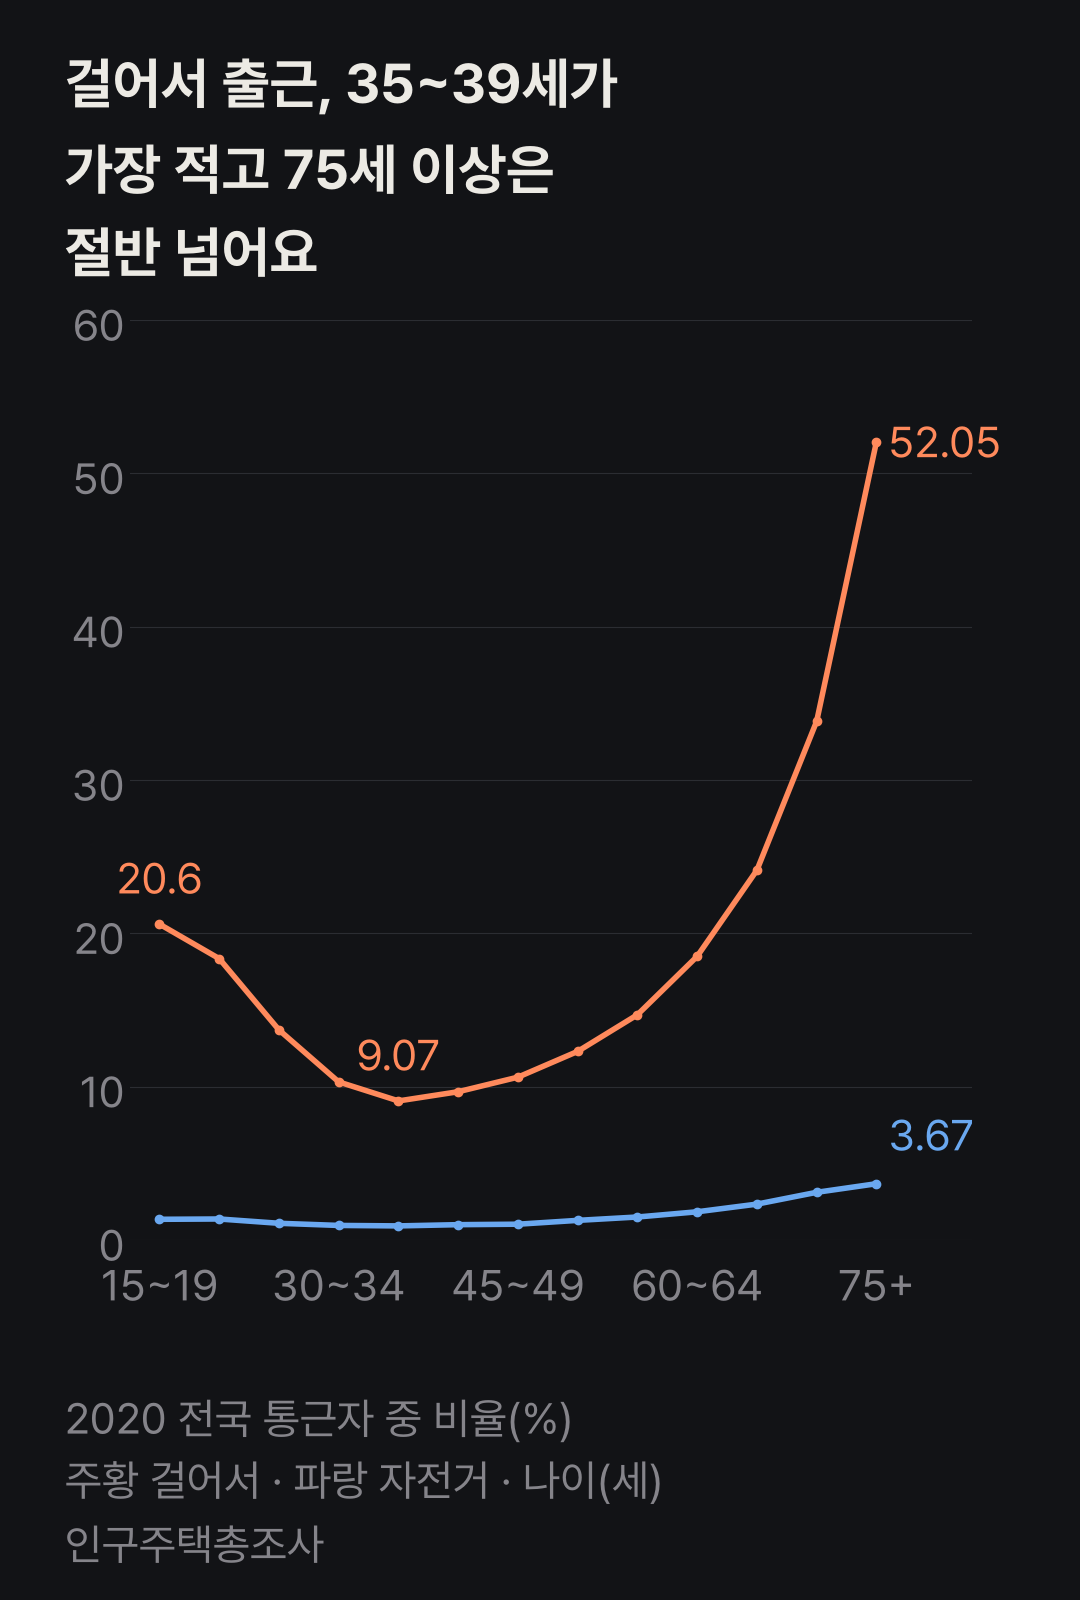 걸어서 출근, 35~39세가
가장 적고 75세 이상은
절반 넘어요
60
52.05
50
40
30
20.6
20
9.07
10
3.67
0
15~19 30~34 45~49 60~64 75+
2020 전국 통근자 중 비율(%)
주황 걸어서 · 파랑 자전거 · 나이(세)
인구주택총조사